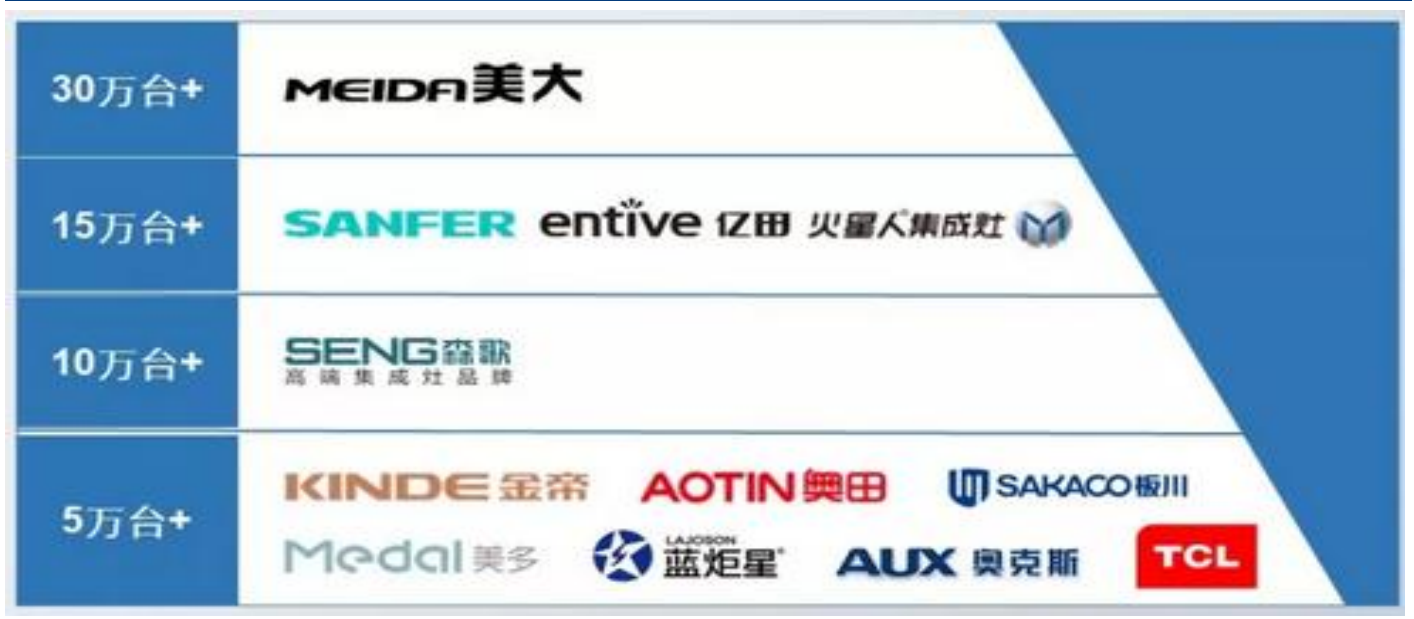 30万台+
MEIDA美大
15万台+
SANFER entive 亿田 火星人集成灶
10万台+
SENG森歌
高端集成灶品牌
5万台+
KINDE金帝 AOTIN奥田 SAKACO板川
Medal美多 LAJOSON 蓝炬星 AUX奥克斯 TCL